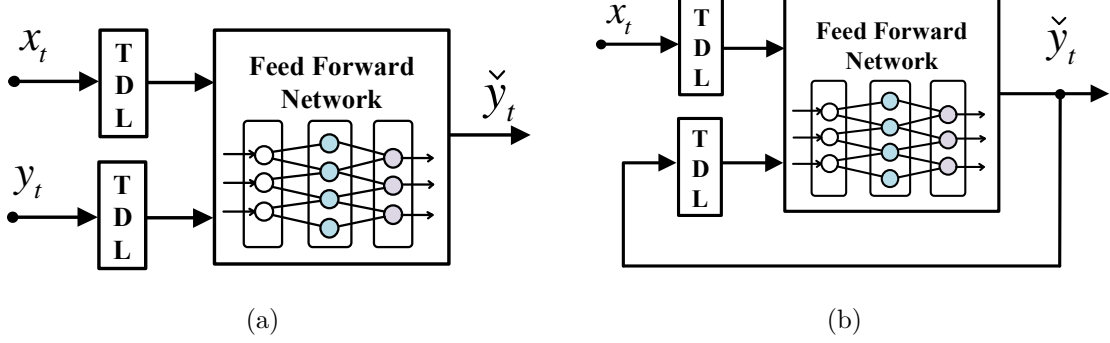 x_t
T
D
L
Feed Forward
Network
y̌_t
y_t
T
D
L
(a)
x_t
T
D
L
Feed Forward
Network
y̌_t
T
D
L
(b)